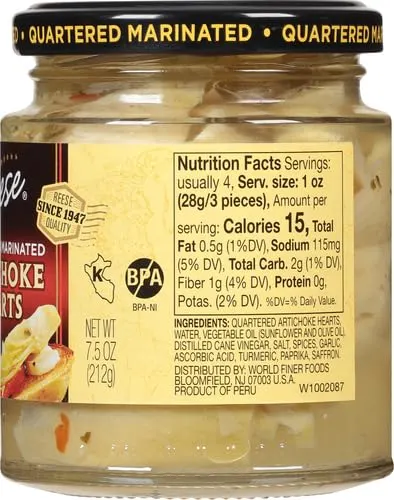 D • QUARTERED MARINATED • QUARTERED MAR
ese®
REESE
SINCE 1947
QUALITY
MARINATED
CHOKE
RTS
K
BPA
BPA-NI
NET WT
7.5 OZ
(212g)
Nutrition Facts Servings:
usually 4, Serv. size: 1 oz
(28g/3 pieces), Amount per
serving: Calories 15, Total
Fat 0.5g (1%DV), Sodium 115mg
(5% DV), Total Carb. 2g (1% DV),
Fiber 1g (4% DV), Protein 0g,
Potas. (2% DV). %DV=% Daily Value.
INGREDIENTS: QUARTERED ARTICHOKE HEARTS,
WATER, VEGETABLE OIL (SUNFLOWER AND OLIVE OIL),
DISTILLED CANE VINEGAR, SALT, SPICES, GARLIC,
ASCORBIC ACID, TURMERIC, PAPRIKA, SAFFRON.
DISTRIBUTED BY: WORLD FINER FOODS
BLOOMFIELD, NJ 07003 U.S.A.
PRODUCT OF PERU
W1002087